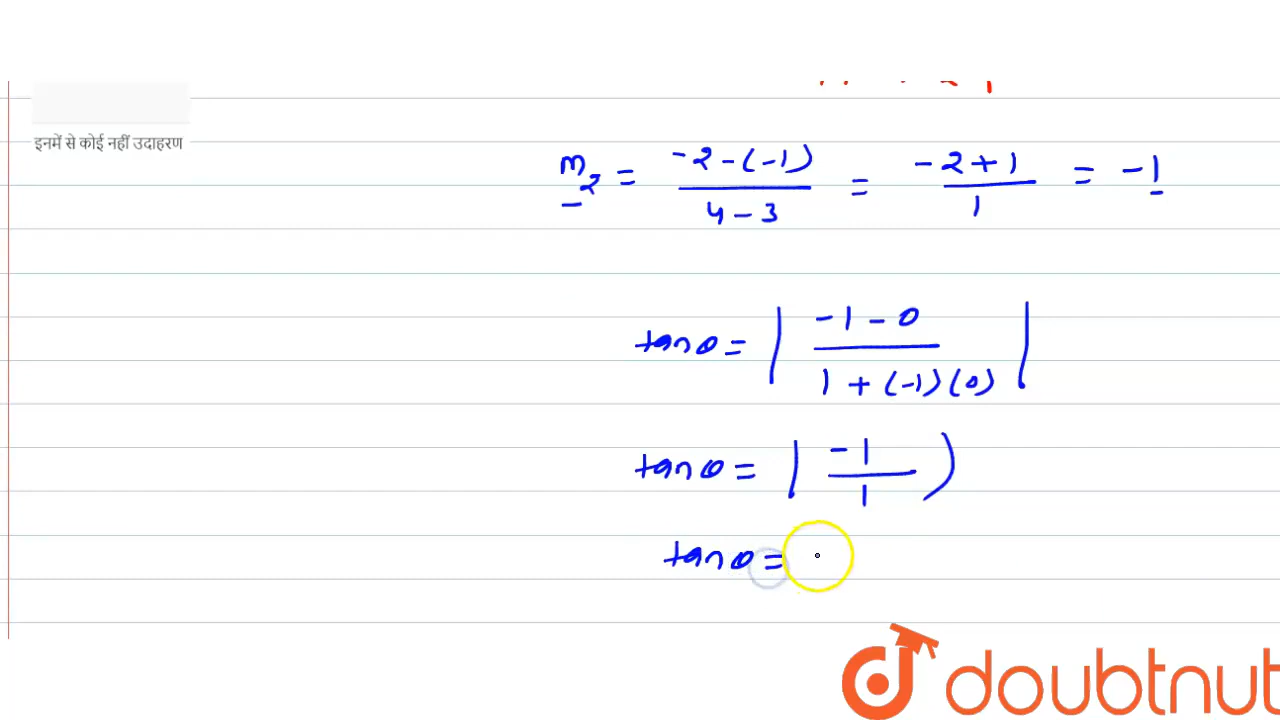 इनमें से कोई नहीं उदाहरण
m₂ = (-2-(-1))/(4-3) = (-2+1)/1 = -1
tanθ = | (-1-0)/(1+(-1)(0)) |
tanθ = | -1/1 )
tanθ =
doubtnut